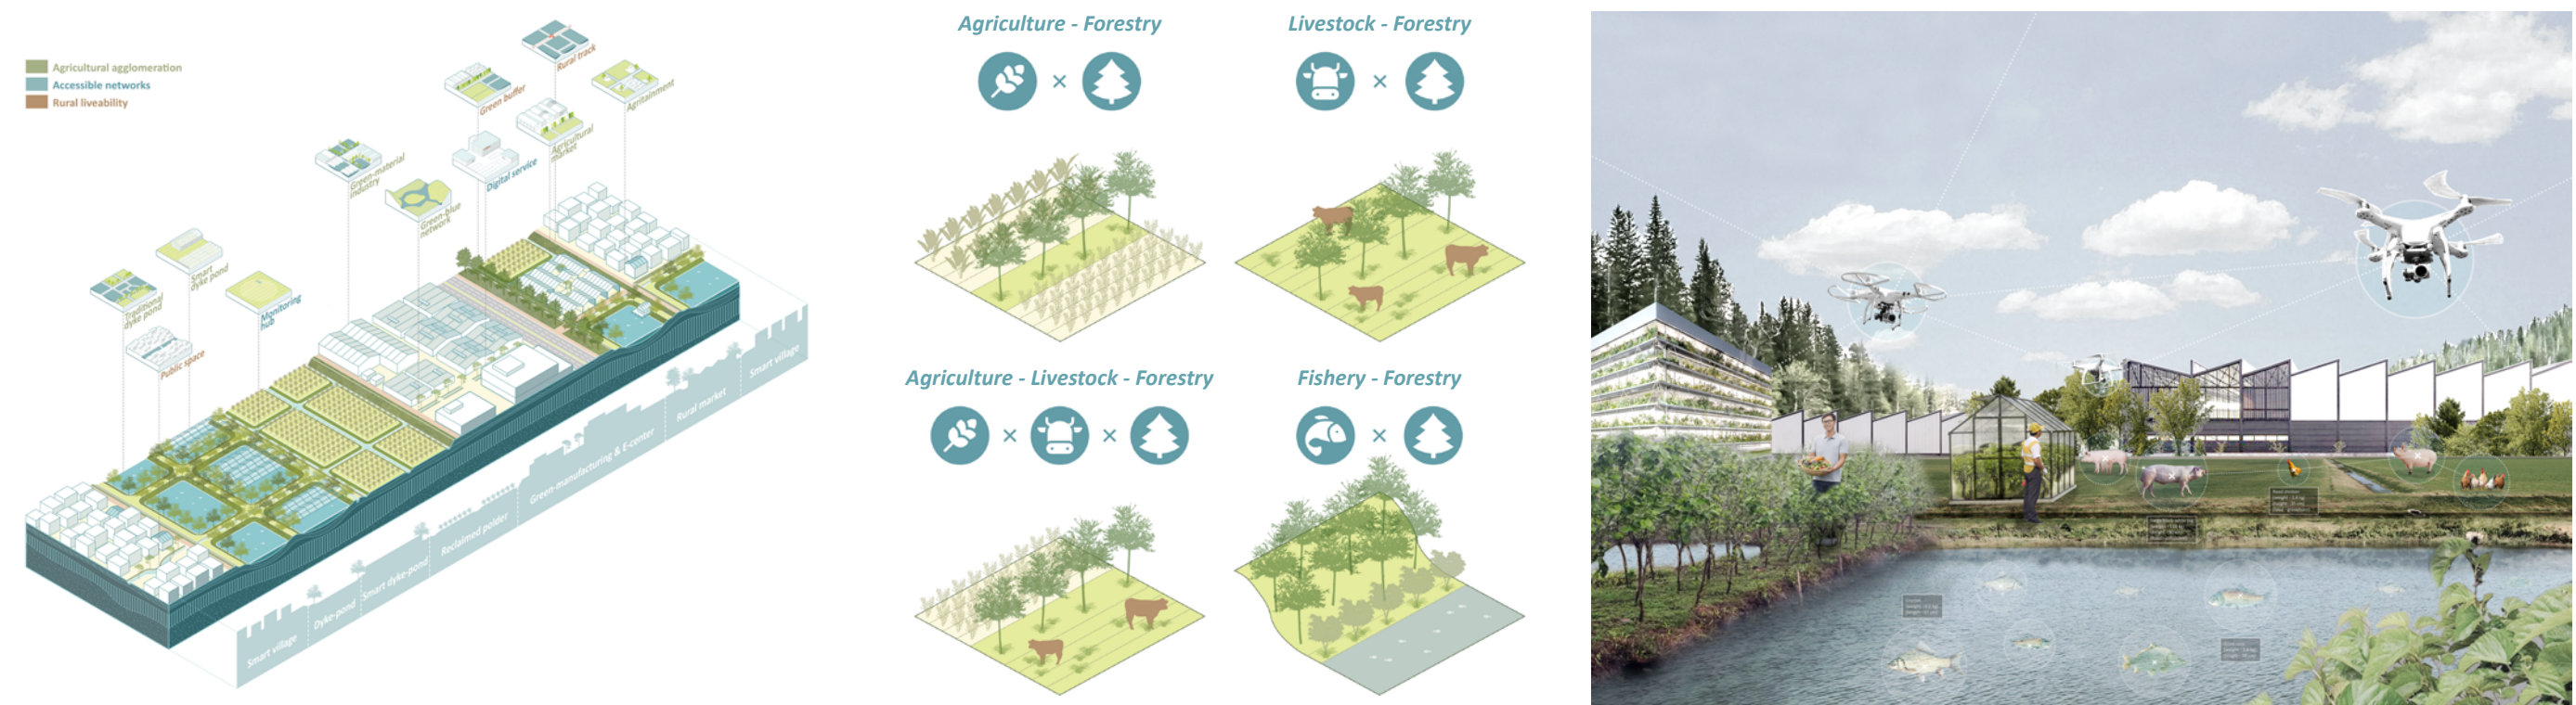 Agricultural agglomeration
Accessible networks
Rural liveability
Rural track
Green buffer
Agritainment
Agricultural
market
Digital service
Green-material
industry
Green-blue
network
Smart
dyke pond
Traditional
dyke pond
Monitoring
hub
Public space
Smart village
Dyke-pond
Smart dyke-pond
Reclaimed polder
Green-manufacturing & E-center
Rural market
Smart village
Agriculture - Forestry
×
Livestock - Forestry
×
Agriculture - Livestock - Forestry
×
×
Fishery - Forestry
×